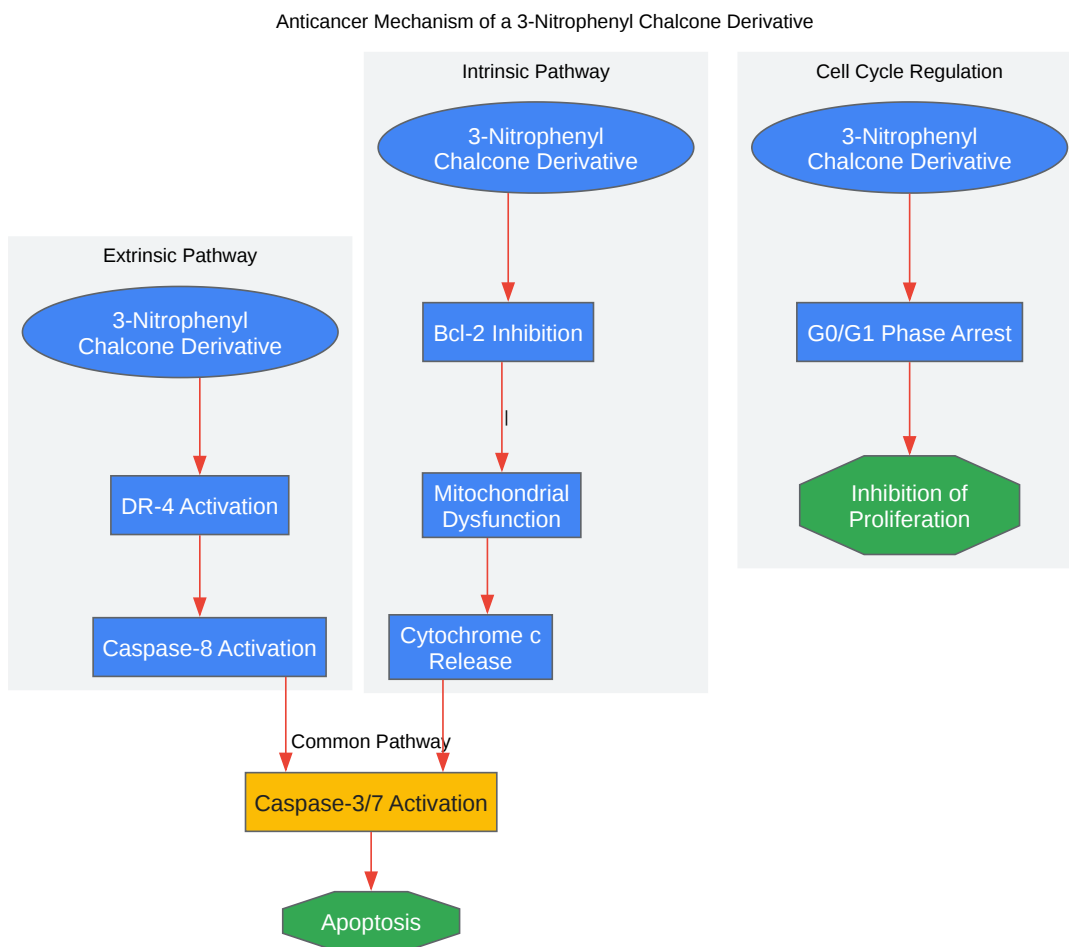 Anticancer Mechanism of a 3-Nitrophenyl Chalcone Derivative
Extrinsic Pathway
3-Nitrophenyl
Chalcone Derivative
DR-4 Activation
Caspase-8 Activation
Intrinsic Pathway
3-Nitrophenyl
Chalcone Derivative
Bcl-2 Inhibition
|
Mitochondrial
Dysfunction
Cytochrome c
Release
Common Pathway
Caspase-3/7 Activation
Apoptosis
Cell Cycle Regulation
3-Nitrophenyl
Chalcone Derivative
G0/G1 Phase Arrest
Inhibition of
Proliferation